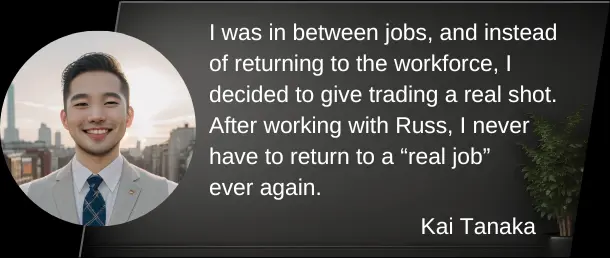 I was in between jobs, and instead
of returning to the workforce, I
decided to give trading a real shot.
After working with Russ, I never
have to return to a “real job”
ever again.
Kai Tanaka